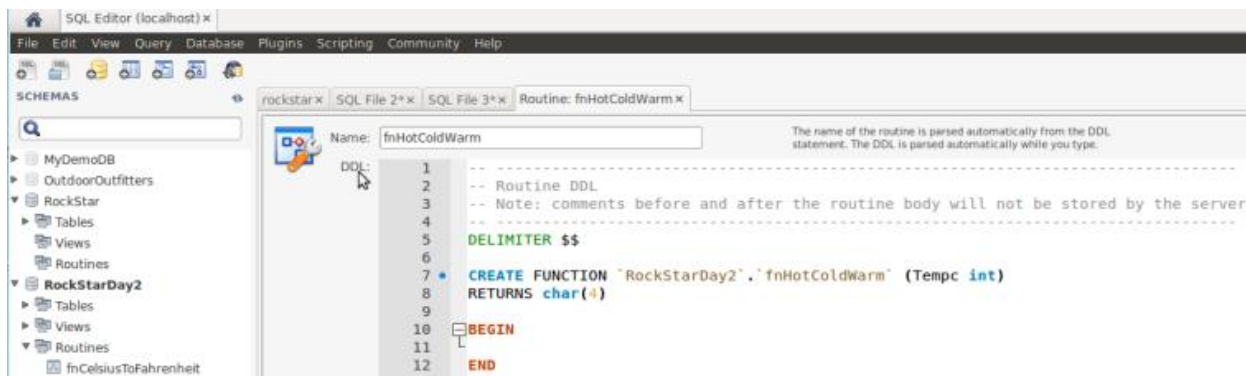 SQL Editor (localhost) ×
File Edit View Query Database Plugins Scripting Community Help
SCHEMAS
rockstar × SQL File 2* × SQL File 3* × Routine: fnHotColdWarm ×
Name: fnHotColdWarm
The name of the routine is parsed automatically from the DDL
statement. The DDL is parsed automatically while you type.
DDL:
MyDemoDB
OutdoorOutfitters
RockStar
Tables
Views
Routines
RockStarDay2
Tables
Views
Routines
fnCelsiusToFahrenheit
1 -- --------------------------------------------------------------------------------
2 -- Routine DDL
3 -- Note: comments before and after the routine body will not be stored by the server
4 -- --------------------------------------------------------------------------------
5 DELIMITER $$
6
7 CREATE FUNCTION `RockStarDay2`.`fnHotColdWarm` (Tempc int)
8 RETURNS char(4)
9
10 BEGIN
11
12 END